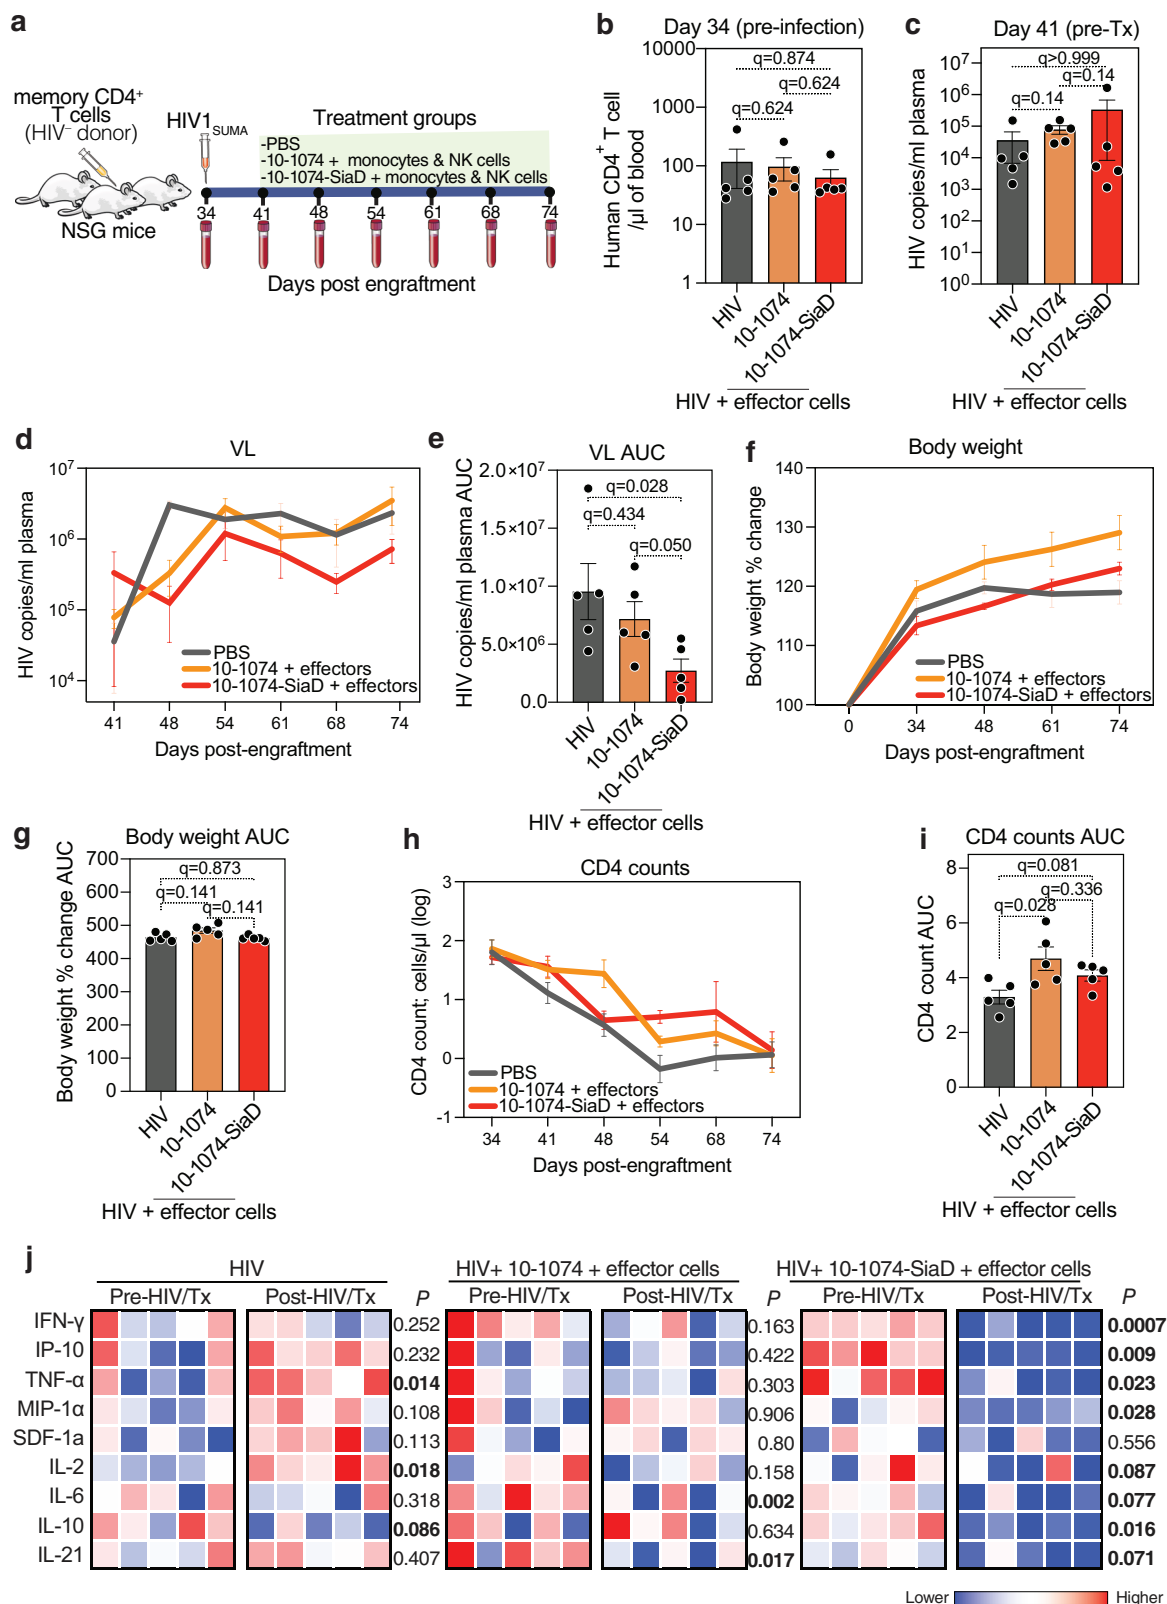 a
memory CD4+
T cells
(HIV– donor)
NSG mice
HIV1SUMA
Treatment groups
-PBS
-10-1074 + monocytes & NK cells
-10-1074-SiaD + monocytes & NK cells
34 41 48 54 61 68 74
Days post engraftment
b
Day 34 (pre-infection)
Human CD4+ T cell
/µl of blood
10000
1000
100
10
1
q=0.874
q=0.624
q=0.624
HIV
10-1074
10-1074-SiaD
HIV + effector cells
c
Day 41 (pre-Tx)
HIV copies/ml plasma
10⁷
10⁶
10⁵
10⁴
10³
10²
10¹
10⁰
q>0.999
q=0.14
q=0.14
HIV
10-1074
10-1074-SiaD
HIV + effector cells
d
VL
HIV copies/ml plasma
10⁷
10⁶
10⁵
10⁴
PBS
10-1074 + effectors
10-1074-SiaD + effectors
41 48 54 61 68 74
Days post-engraftment
e
VL AUC
HIV copies/ml plasma AUC
2.0×10⁷
1.5×10⁷
1.0×10⁷
5.0×10⁶
0.0
q=0.028
q=0.434
q=0.050
HIV
10-1074
10-1074-SiaD
HIV + effector cells
f
Body weight
Body weight % change
140
130
120
110
100
PBS
10-1074 + effectors
10-1074-SiaD + effectors
0 34 48 61 74
Days post-engraftment
g
Body weight AUC
Body weight % change AUC
700
600
500
400
300
200
100
0
q=0.873
q=0.141
q=0.141
HIV
10-1074
10-1074-SiaD
HIV + effector cells
h
CD4 counts
CD4 count; cells/µl (log)
3
2
1
0
-1
PBS
10-1074 + effectors
10-1074-SiaD + effectors
34 41 48 54 68 74
Days post-engraftment
i
CD4 counts AUC
CD4 count AUC
8
6
4
2
0
q=0.081
q=0.336
q=0.028
HIV
10-1074
10-1074-SiaD
HIV + effector cells
j
HIV HIV+ 10-1074 + effector cells HIV+ 10-1074-SiaD + effector cells
Pre-HIV/Tx Post-HIV/Tx P Pre-HIV/Tx Post-HIV/Tx P Pre-HIV/Tx Post-HIV/Tx P
IFN-γ 0.252 0.163 0.0007
IP-10 0.232 0.422 0.009
TNF-α 0.014 0.303 0.023
MIP-1α 0.108 0.906 0.028
SDF-1a 0.113 0.80 0.556
IL-2 0.018 0.158 0.087
IL-6 0.318 0.002 0.077
IL-10 0.086 0.634 0.016
IL-21 0.407 0.017 0.071
Lower Higher